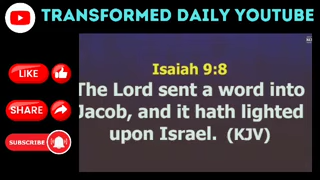 TRANSFORMED DAILY YOUTUBE
LIKE
SHARE
SUBSCRIBE
Isaiah 9:8
The Lord sent a word into
Jacob, and it hath lighted
upon Israel. (KJV)